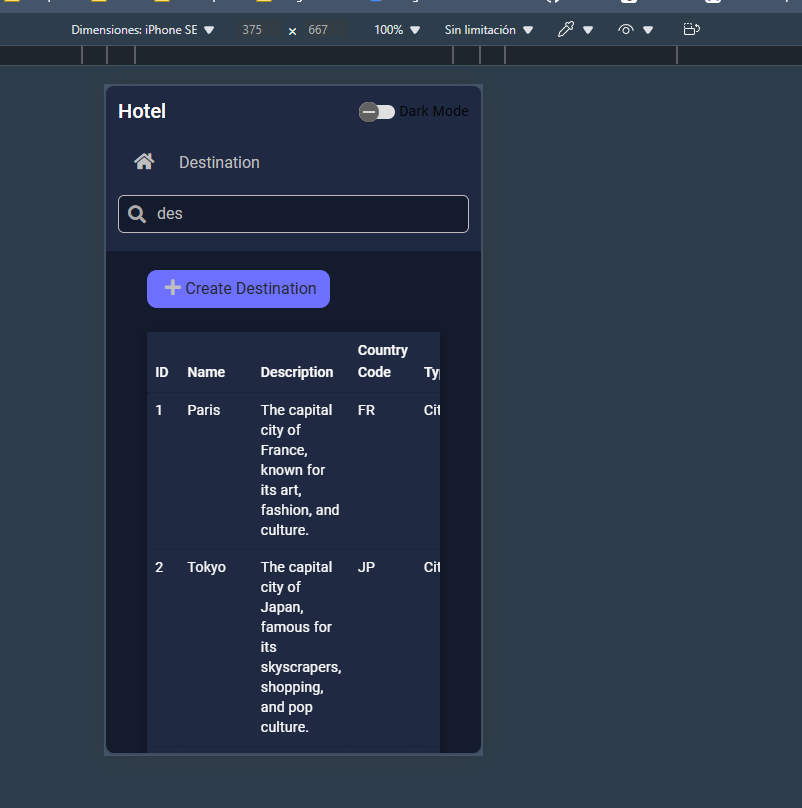 Dimensiones: iPhone SE 375 × 667 100% Sin limitación
Hotel Dark Mode
Destination
des
Create Destination
Country
ID Name Description Code Ty
1 Paris The capital FR Cit
city of
France,
known for
its art,
fashion, and
culture.
2 Tokyo The capital JP Cit
city of
Japan,
famous for
its
skyscrapers,
shopping,
and pop
culture.